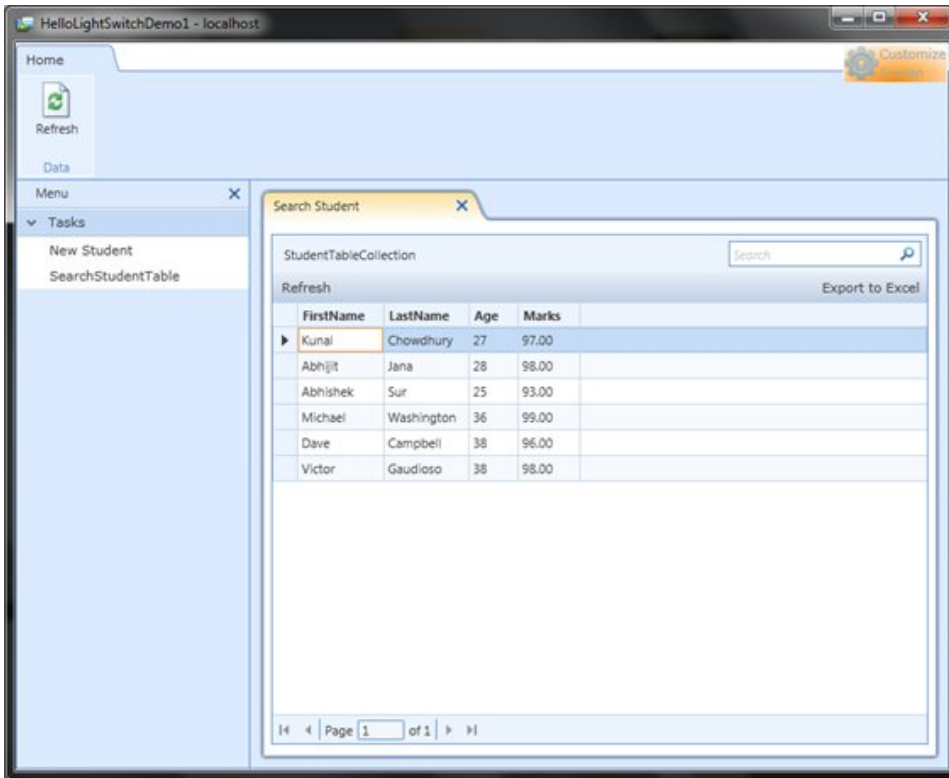 HelloLightSwitchDemo1 - localhost
Home
Customize
Refresh
Data
Menu
Tasks
New Student
SearchStudentTable
Search Student
StudentTableCollection
Search
Refresh
Export to Excel
FirstName LastName Age Marks
Kunal Chowdhury 27 97.00
Abhijit Jana 28 98.00
Abhishek Sur 25 93.00
Michael Washington 36 99.00
Dave Campbell 38 96.00
Victor Gaudioso 38 98.00
Page 1 of 1